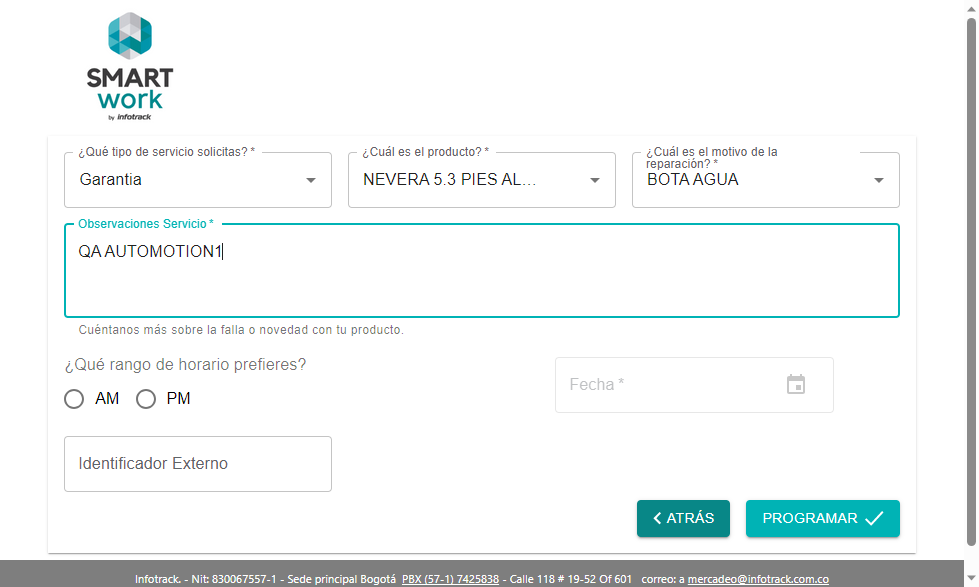 SMART
work
by infotrack
¿Qué tipo de servicio solicitas? *
Garantia
¿Cuál es el producto? *
NEVERA 5.3 PIES AL...
¿Cuál es el motivo de la
reparación? *
BOTA AGUA
Observaciones Servicio *
QA AUTOMOTION1
Cuéntanos más sobre la falla o novedad con tu producto.
¿Qué rango de horario prefieres?
AM PM
Fecha *
Identificador Externo
ATRÁS
PROGRAMAR
Infotrack. - Nit: 830067557-1 - Sede principal Bogotá PBX (57-1) 7425838 - Calle 118 # 19-52 Of 601 correo: a mercadeo@infotrack.com.co